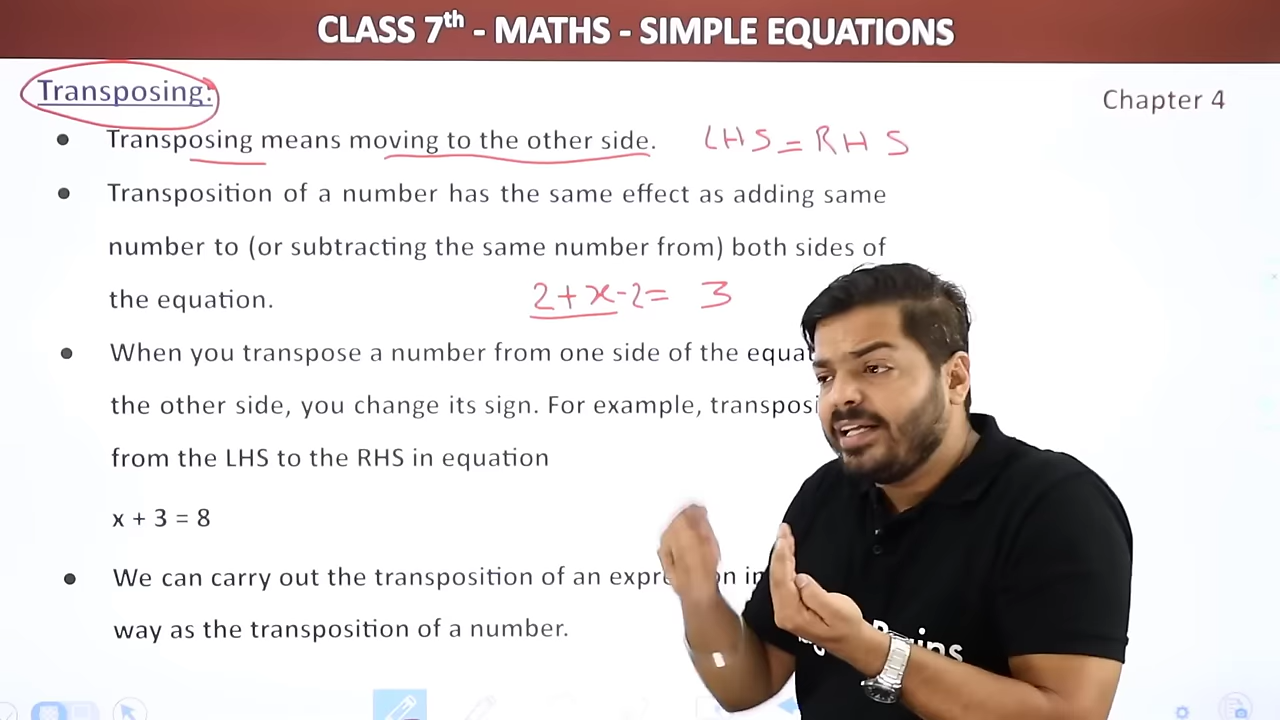 CLASS 7th - MATHS - SIMPLE EQUATIONS
Transposing:
Chapter 4
• Transposing means moving to the other side. LHS = RHS
• Transposition of a number has the same effect as adding same
number to (or subtracting the same number from) both sides of
the equation. 2+x-2= 3
• When you transpose a number from one side of the
the other side, you change its sign. For example,
from the LHS to the RHS in equation
x + 3 = 8
• We can carry out the transposition of an
way as the transposition of a number.